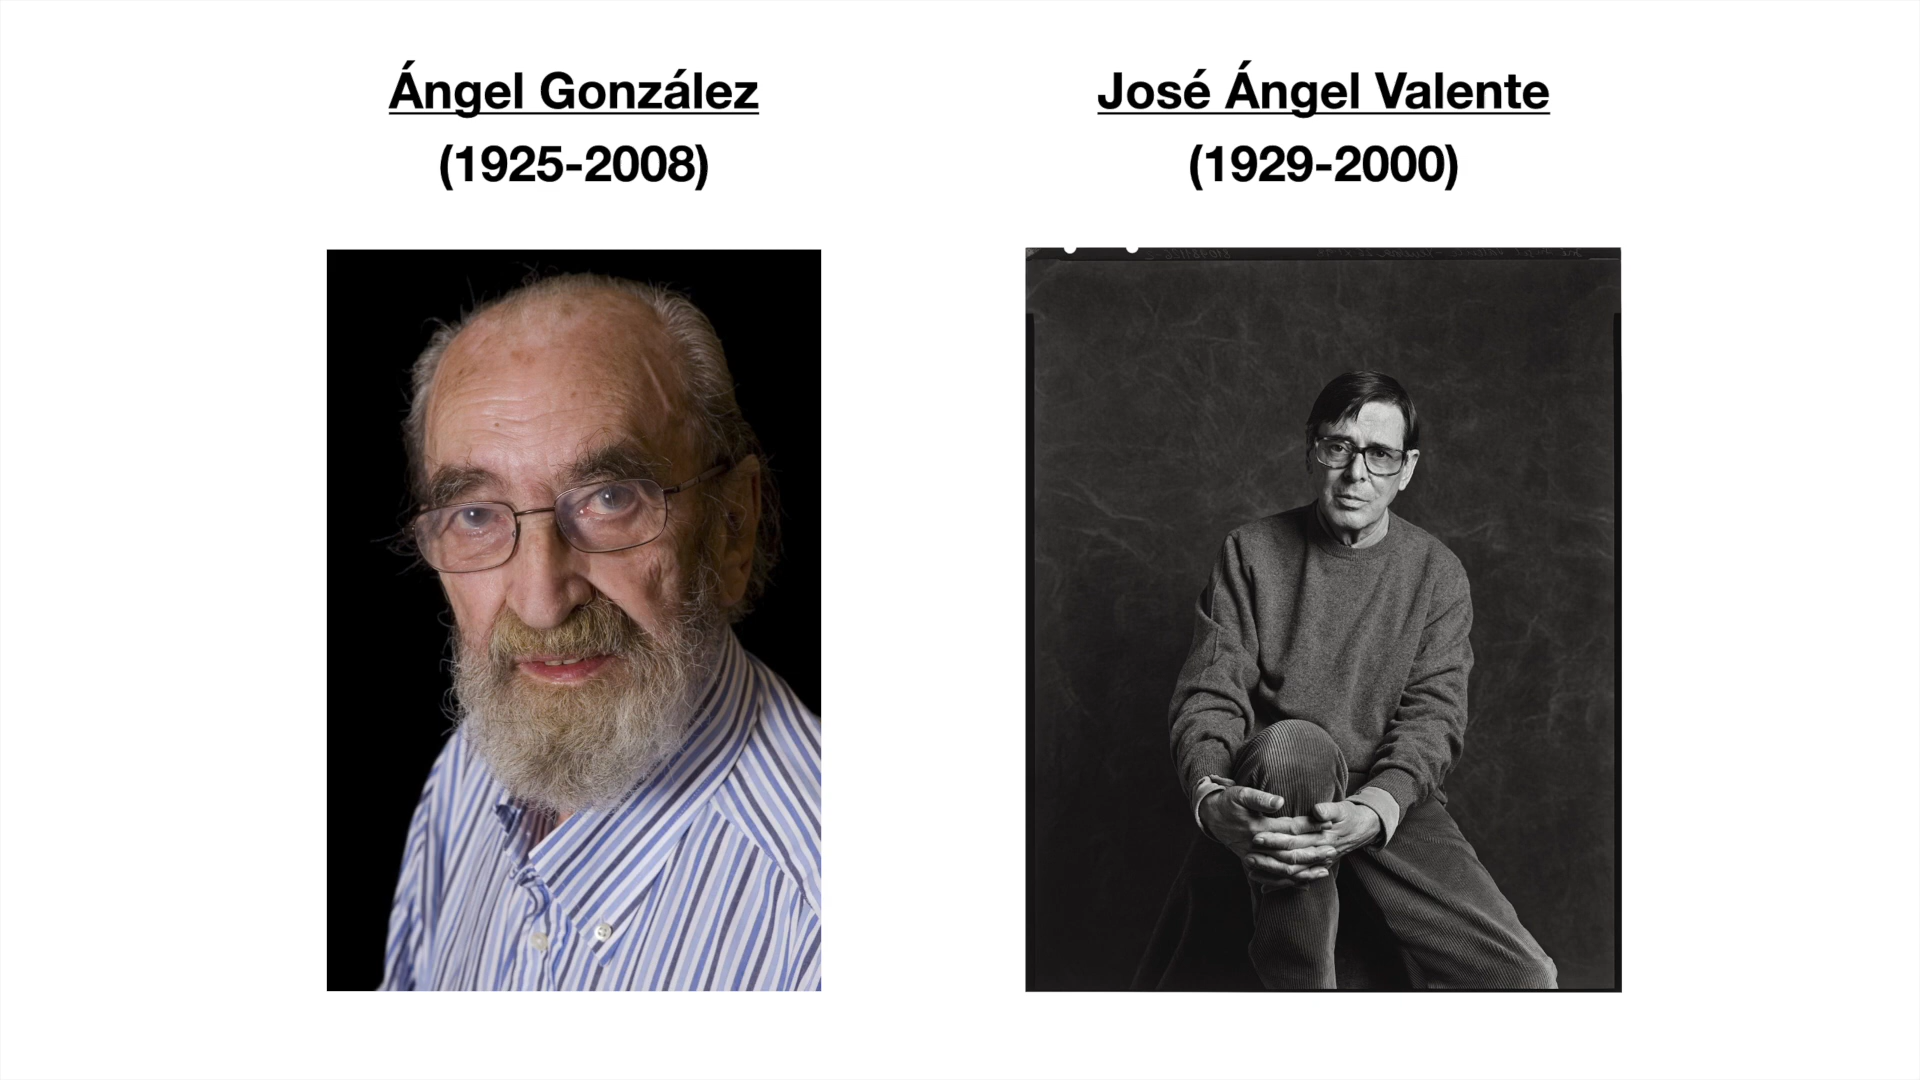 Ángel González
(1925-2008)
José Ángel Valente
(1929-2000)